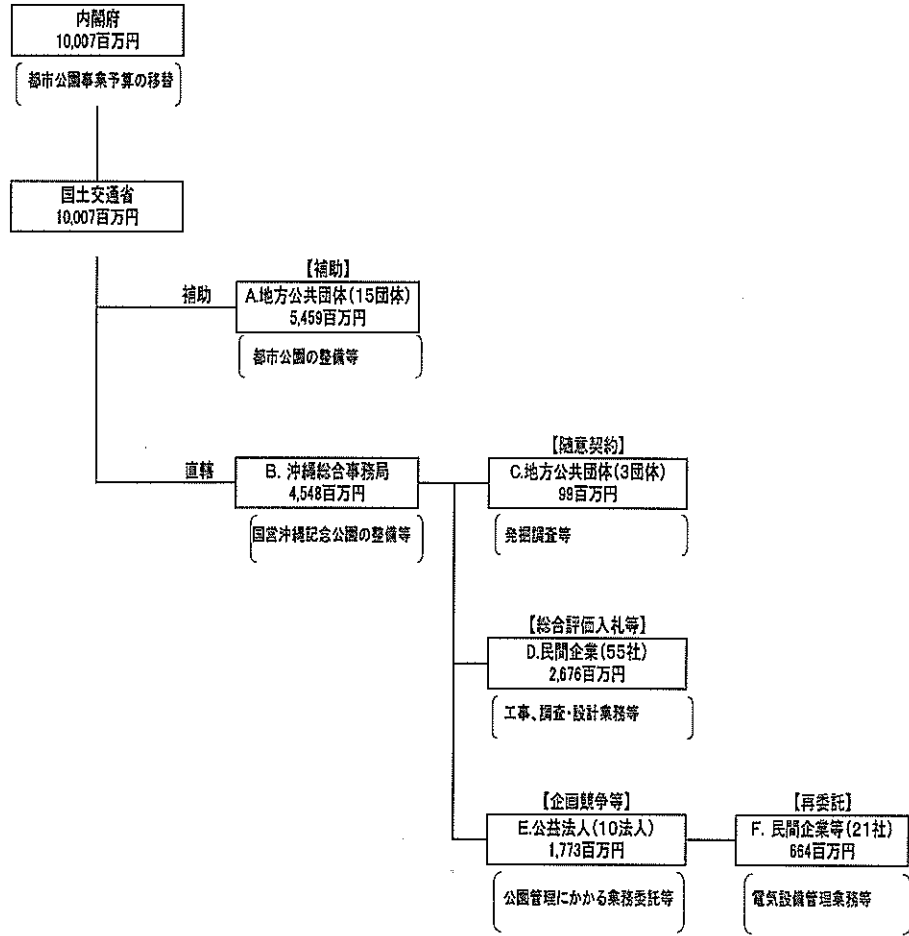 内閣府
10,007百万円
都市公園事業予算の移替
国土交通省
10,007百万円
【補助】
補助
A.地方公共団体(15団体)
5,459百万円
都市公園の整備等
直轄
B. 沖縄総合事務局
4,548百万円
国営沖縄記念公園の整備等
【随意契約】
C.地方公共団体(3団体)
99百万円
発掘調査等
【総合評価入札等】
D.民間企業(55社)
2,676百万円
工事、調査・設計業務等
【企画競争等】
E.公益法人(10法人)
1,773百万円
公園管理にかかる業務委託等
【再委託】
F. 民間企業等(21社)
664百万円
電気設備管理業務等